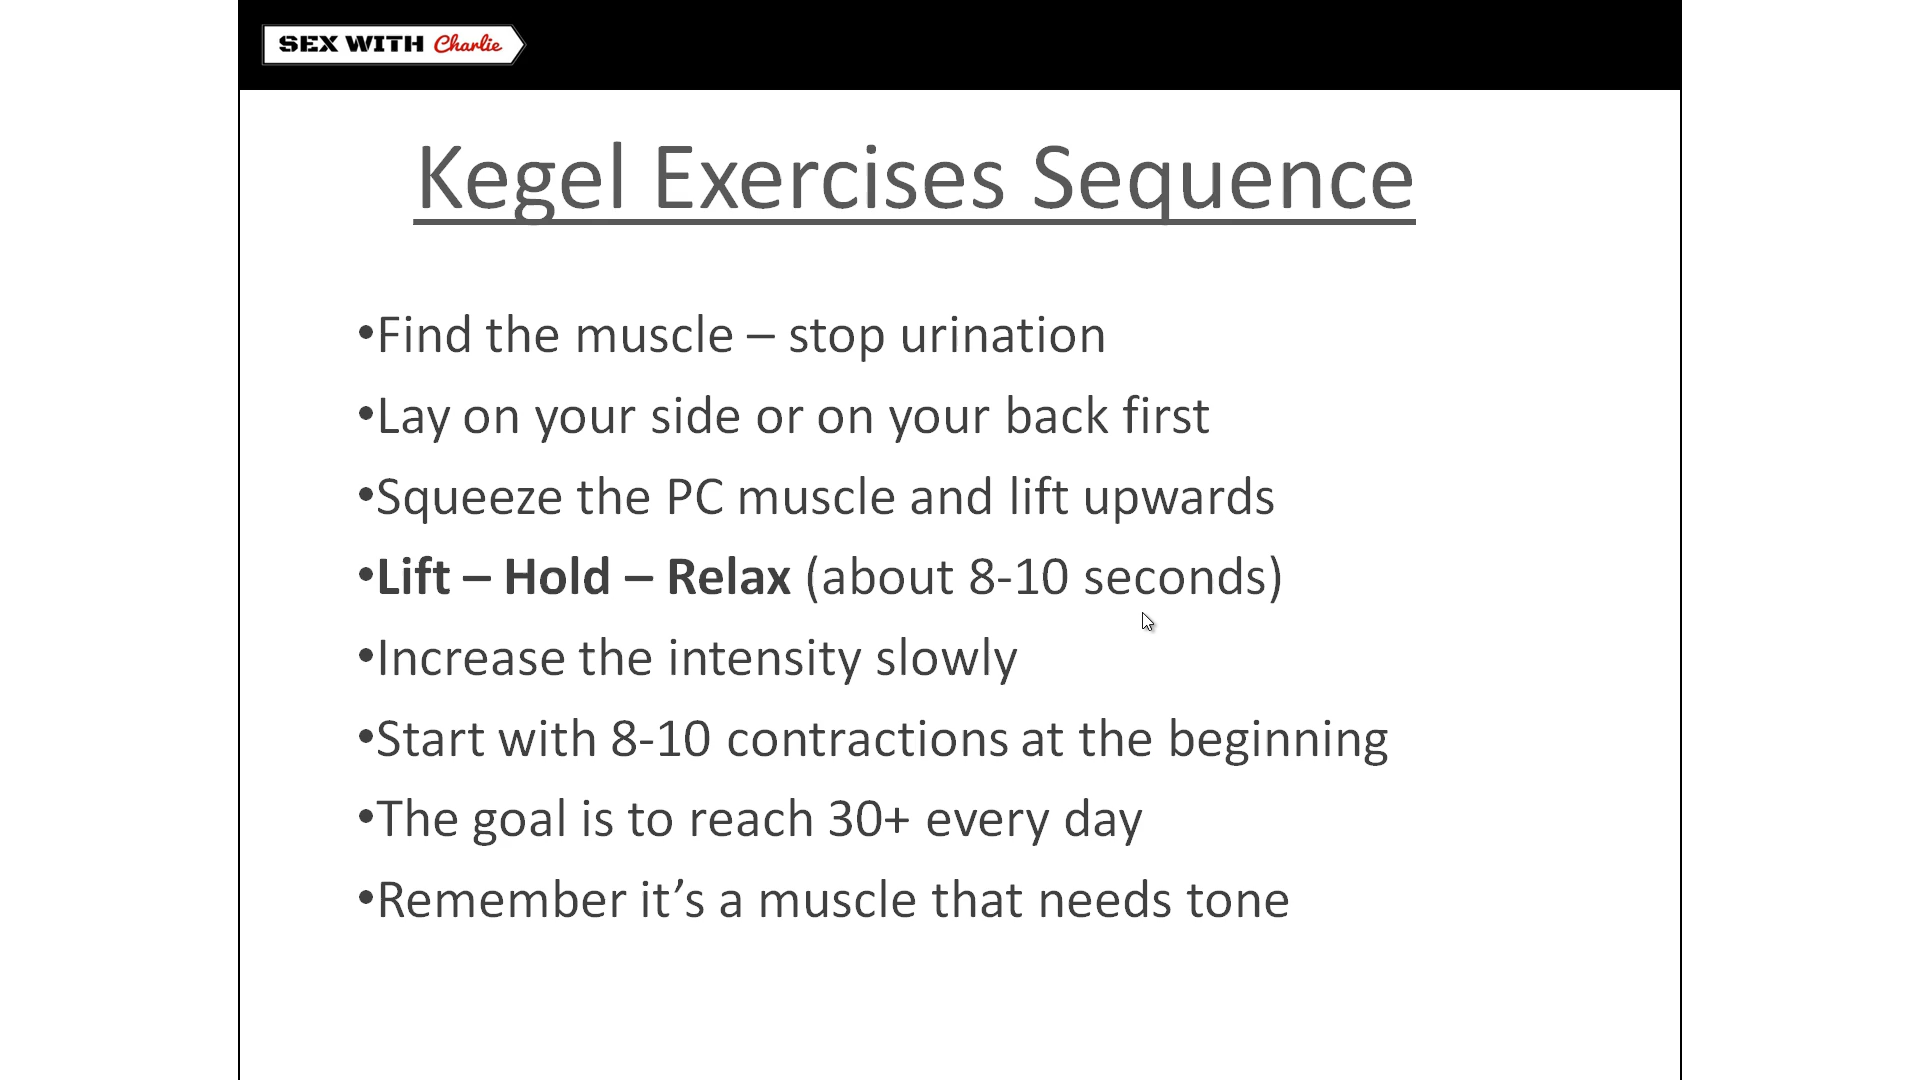 SEX WITH Charlie
Kegel Exercises Sequence
•Find the muscle – stop urination
•Lay on your side or on your back first
•Squeeze the PC muscle and lift upwards
•Lift – Hold – Relax (about 8-10 seconds)
•Increase the intensity slowly
•Start with 8-10 contractions at the beginning
•The goal is to reach 30+ every day
•Remember it’s a muscle that needs tone